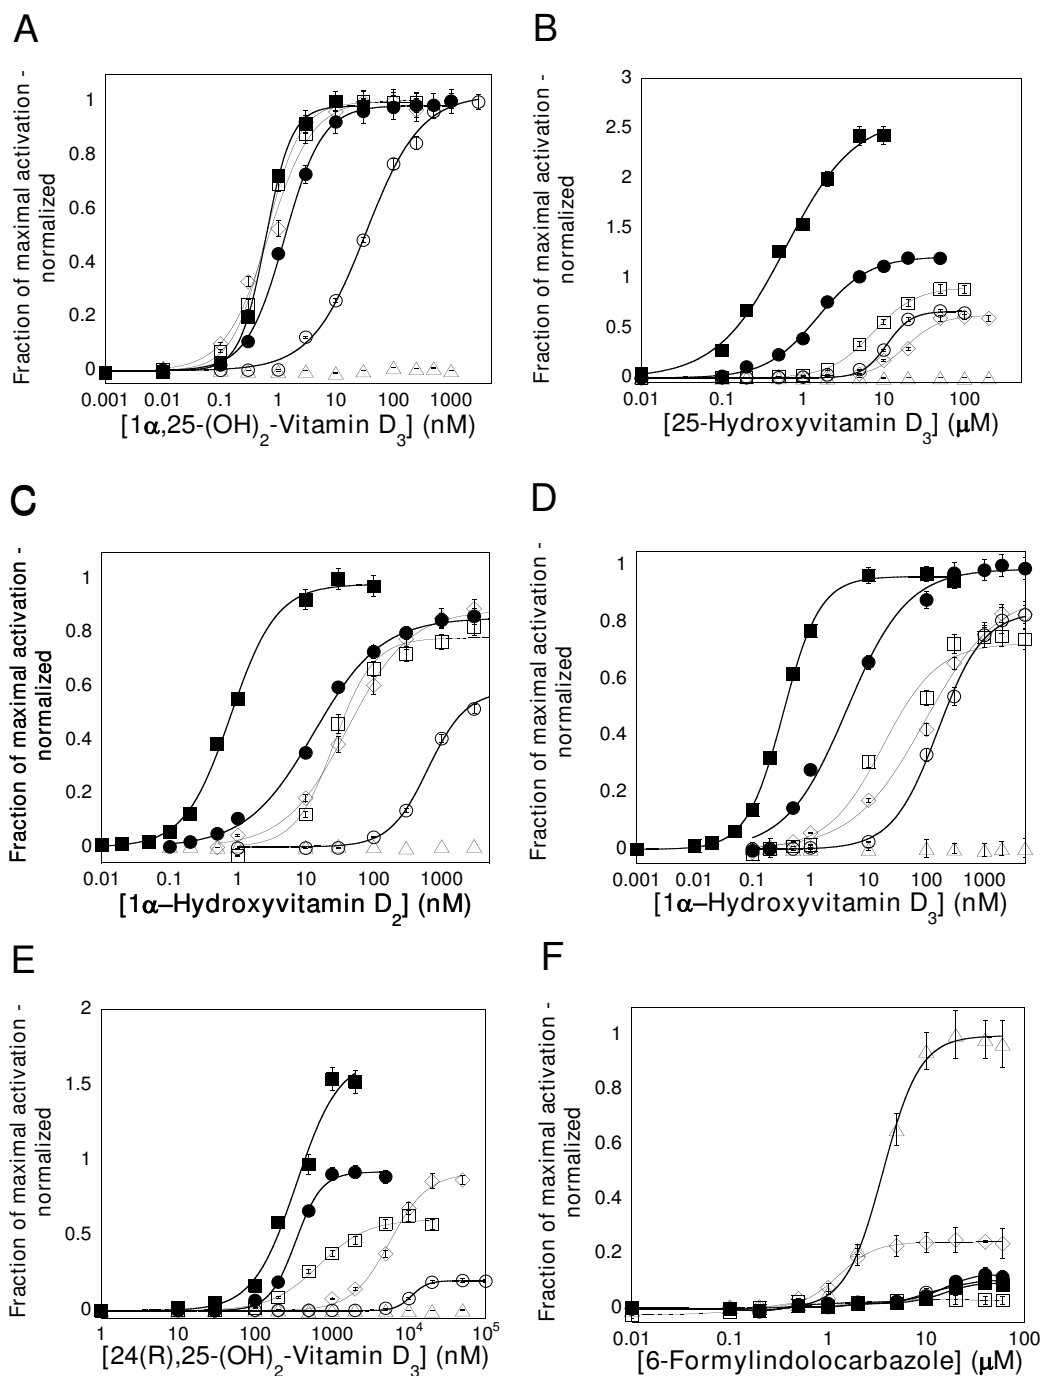 A
Fraction of maximal activation -
normalized
1
0.8
0.6
0.4
0.2
0
0.001 0.01 0.1 1 10 100 1000
[1α,25-(OH)2-Vitamin D3] (nM)
B
Fraction of maximal activation -
normalized
3
2.5
2
1.5
1
0.5
0
0.01 0.1 1 10 100
[25-Hydroxyvitamin D3] (μM)
C
Fraction of maximal activation -
normalized
1
0.8
0.6
0.4
0.2
0
0.01 0.1 1 10 100 1000
[1α–Hydroxyvitamin D2] (nM)
D
Fraction of maximal activation -
normalized
1
0.8
0.6
0.4
0.2
0
0.001 0.01 0.1 1 10 100 1000
[1α–Hydroxyvitamin D3] (nM)
E
Fraction of maximal activation -
normalized
2
1.5
1
0.5
0
1 10 100 1000 10^4 10^5
[24(R),25-(OH)2-Vitamin D3] (nM)
F
Fraction of maximal activation -
normalized
1
0.8
0.6
0.4
0.2
0
0.01 0.1 1 10 100
[6-Formylindolocarbazole] (μM)